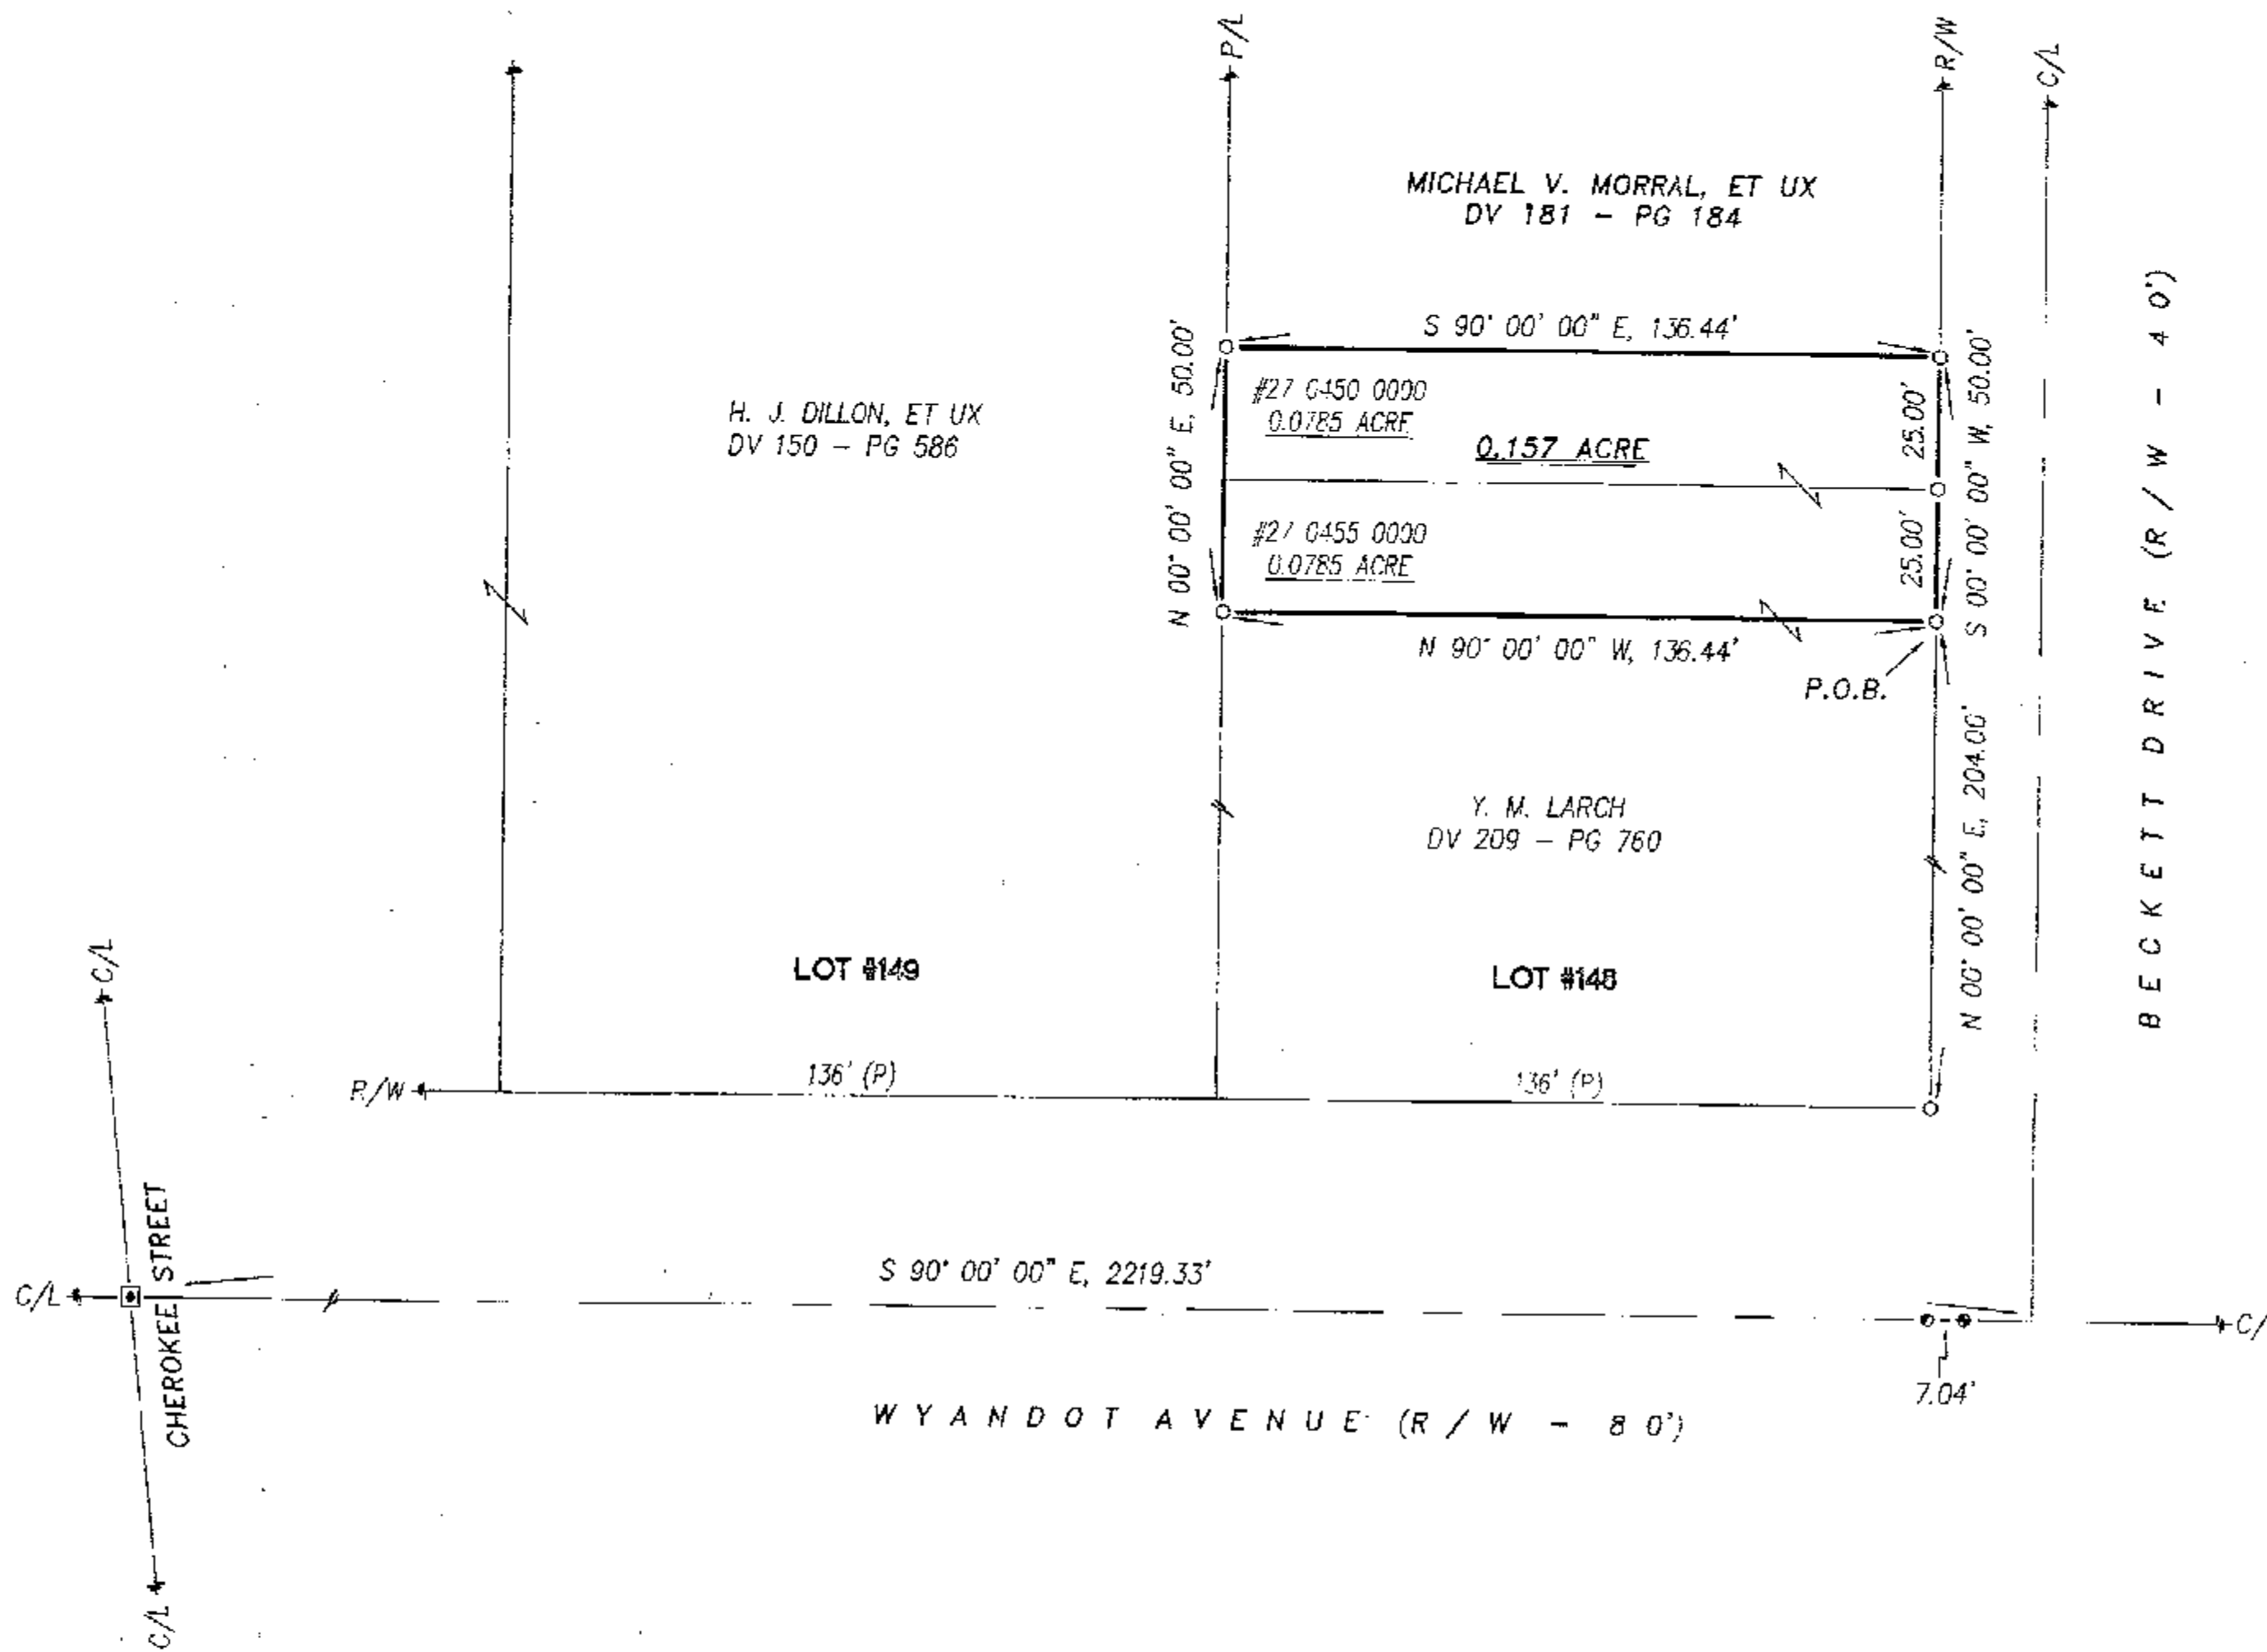 P/L
R/W
C/L
MICHAEL V. MORRAL, ET UX
DV 181 - PG 184
S 90° 00' 00" E, 136.44'
N 00° 00' 00" E, 50.00'
#27 0450 0000
0.0785 ACRE
0.157 ACRE
25.00'
S 00° 00' 00" W, 50.00'
H. J. DILLON, ET UX
DV 150 - PG 586
#27 0455 0000
0.0785 ACRE
25.00'
N 90° 00' 00" W, 136.44'
P.O.B.
BECKETT DRIVE (R/W - 40')
N 00° 00' 00" E, 204.00'
Y. M. LARCH
DV 209 - PG 760
LOT #149
LOT #148
C/L
R/W
136' (P)
136' (P)
CHEROKEE STREET
C/L
S 90° 00' 00" E, 2219.33'
C/
7.04'
WYANDOT AVENUE (R/W - 80')
C/L